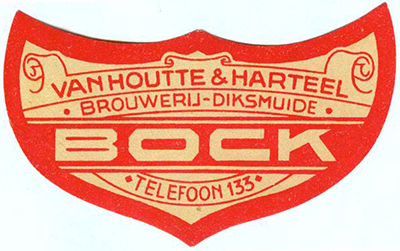 VAN HOUTTE & HARTEEL
• BROUWERIJ-DIKSMUIDE •
BOCK
• TELEFOON 133 •